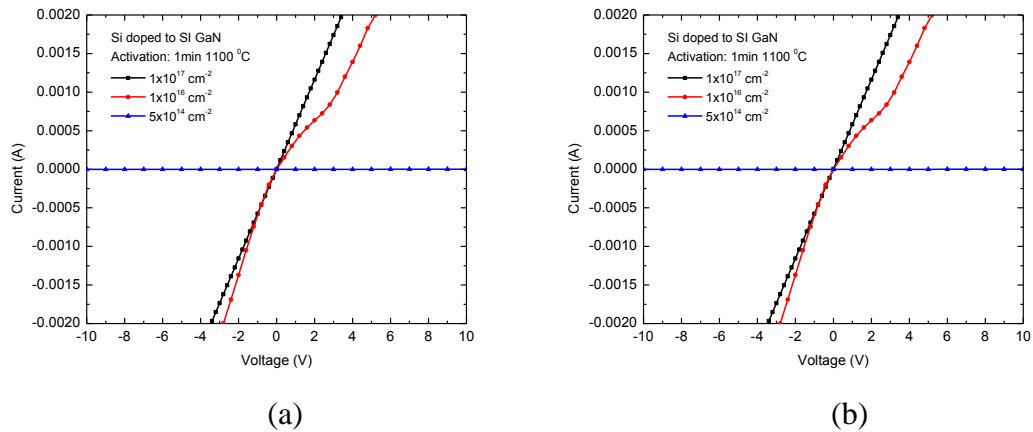 0.0020
0.0015
0.0010
0.0005
0.0000
-0.0005
-0.0010
-0.0015
-0.0020
Current (A)
Si doped to SI GaN
Activation: 1min 1100 ⁰C
1x10¹⁷ cm⁻²
1x10¹⁶ cm⁻²
5x10¹⁴ cm⁻²
-10 -8 -6 -4 -2 0 2 4 6 8 10
Voltage (V)
(a)
0.0020
0.0015
0.0010
0.0005
0.0000
-0.0005
-0.0010
-0.0015
-0.0020
Current (A)
Si doped to SI GaN
Activation: 1min 1100 ⁰C
1x10¹⁷ cm⁻²
1x10¹⁶ cm⁻²
5x10¹⁴ cm⁻²
-10 -8 -6 -4 -2 0 2 4 6 8 10
Voltage (V)
(b)